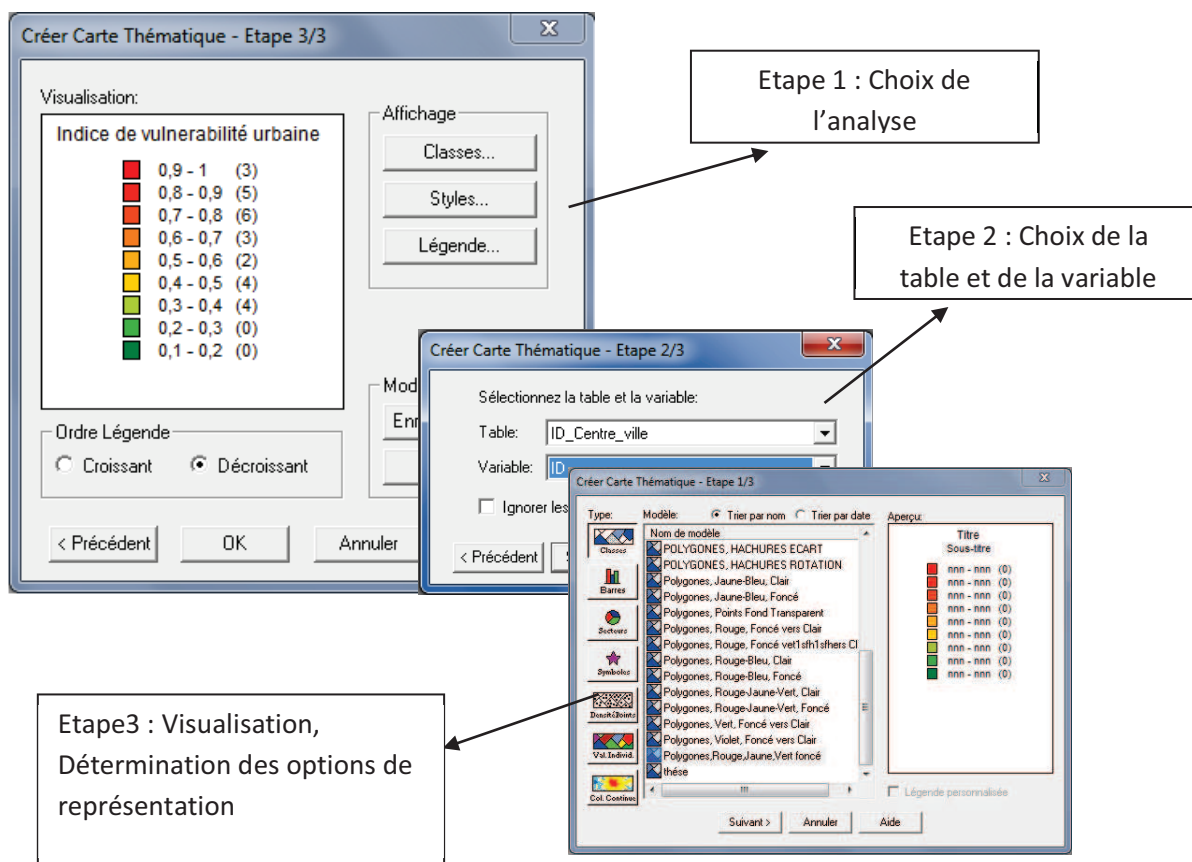 Créer Carte Thématique - Etape 3/3
Visualisation:
Indice de vulnerabilité urbaine
0,9 - 1 (3)
0,8 - 0,9 (5)
0,7 - 0,8 (6)
0,6 - 0,7 (3)
0,5 - 0,6 (2)
0,4 - 0,5 (4)
0,3 - 0,4 (4)
0,2 - 0,3 (0)
0,1 - 0,2 (0)
Affichage
Classes...
Styles...
Légende...
Ordre Légende
Croissant Décroissant
< Précédent OK Annuler
Etape 1 : Choix de
l'analyse
Etape 2 : Choix de la
table et de la variable
Créer Carte Thématique - Etape 2/3
Sélectionnez la table et la variable:
Table: ID_Centre_ville
Variable: ID
Ignorer les
< Précédent
Créer Carte Thématique - Etape 1/3
Type:
Classes
Barres
Secteurs
Symboles
DensitéPoints
Val.Individ.
Col. Continue
Modèle: Trier par nom Trier par date
Nom de modèle
POLYGONES, HACHURES ECART
POLYGONES, HACHURES ROTATION
Polygones, Jaune-Bleu, Clair
Polygones, Jaune-Bleu, Foncé
Polygones, Points Fond Transparent
Polygones, Rouge, Foncé vers Clair
Polygones, Rouge, Foncé vet1sfh1sfhers Cl
Polygones, Rouge-Bleu, Clair
Polygones, Rouge-Bleu, Foncé
Polygones, Rouge-Jaune-Vert, Clair
Polygones, Rouge-Jaune-Vert, Foncé
Polygones, Vert, Foncé vers Clair
Polygones, Violet, Foncé vers Clair
Polygones,Rouge,Jaune,Vert foncé
thése
Aperçu:
Titre
Sous-titre
nnn - nnn (0)
nnn - nnn (0)
nnn - nnn (0)
nnn - nnn (0)
nnn - nnn (0)
nnn - nnn (0)
nnn - nnn (0)
nnn - nnn (0)
nnn - nnn (0)
Légende personnalisée
Suivant > Annuler Aide
Etape3 : Visualisation,
Détermination des options de
représentation